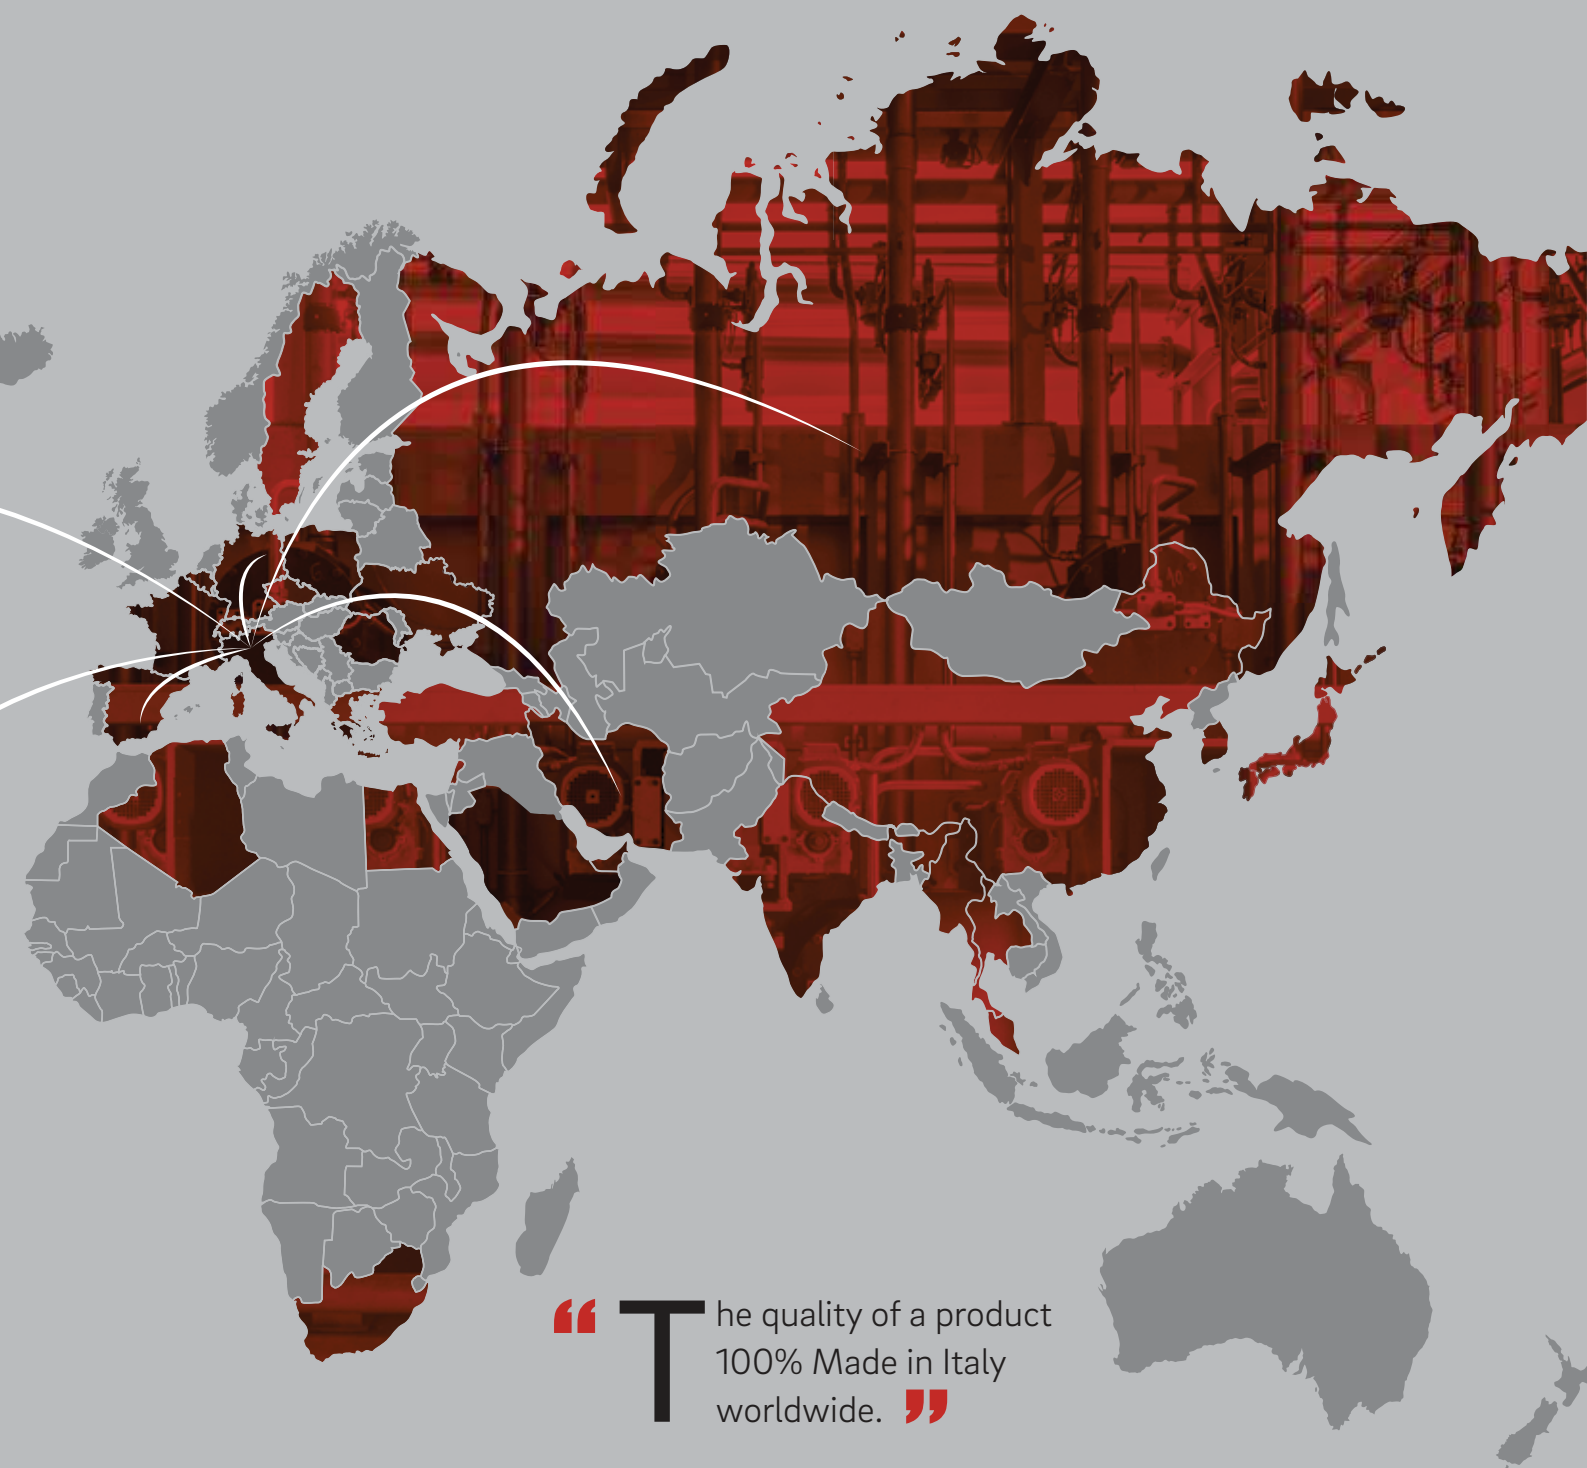 “ The quality of a product
100% Made in Italy
worldwide. ”